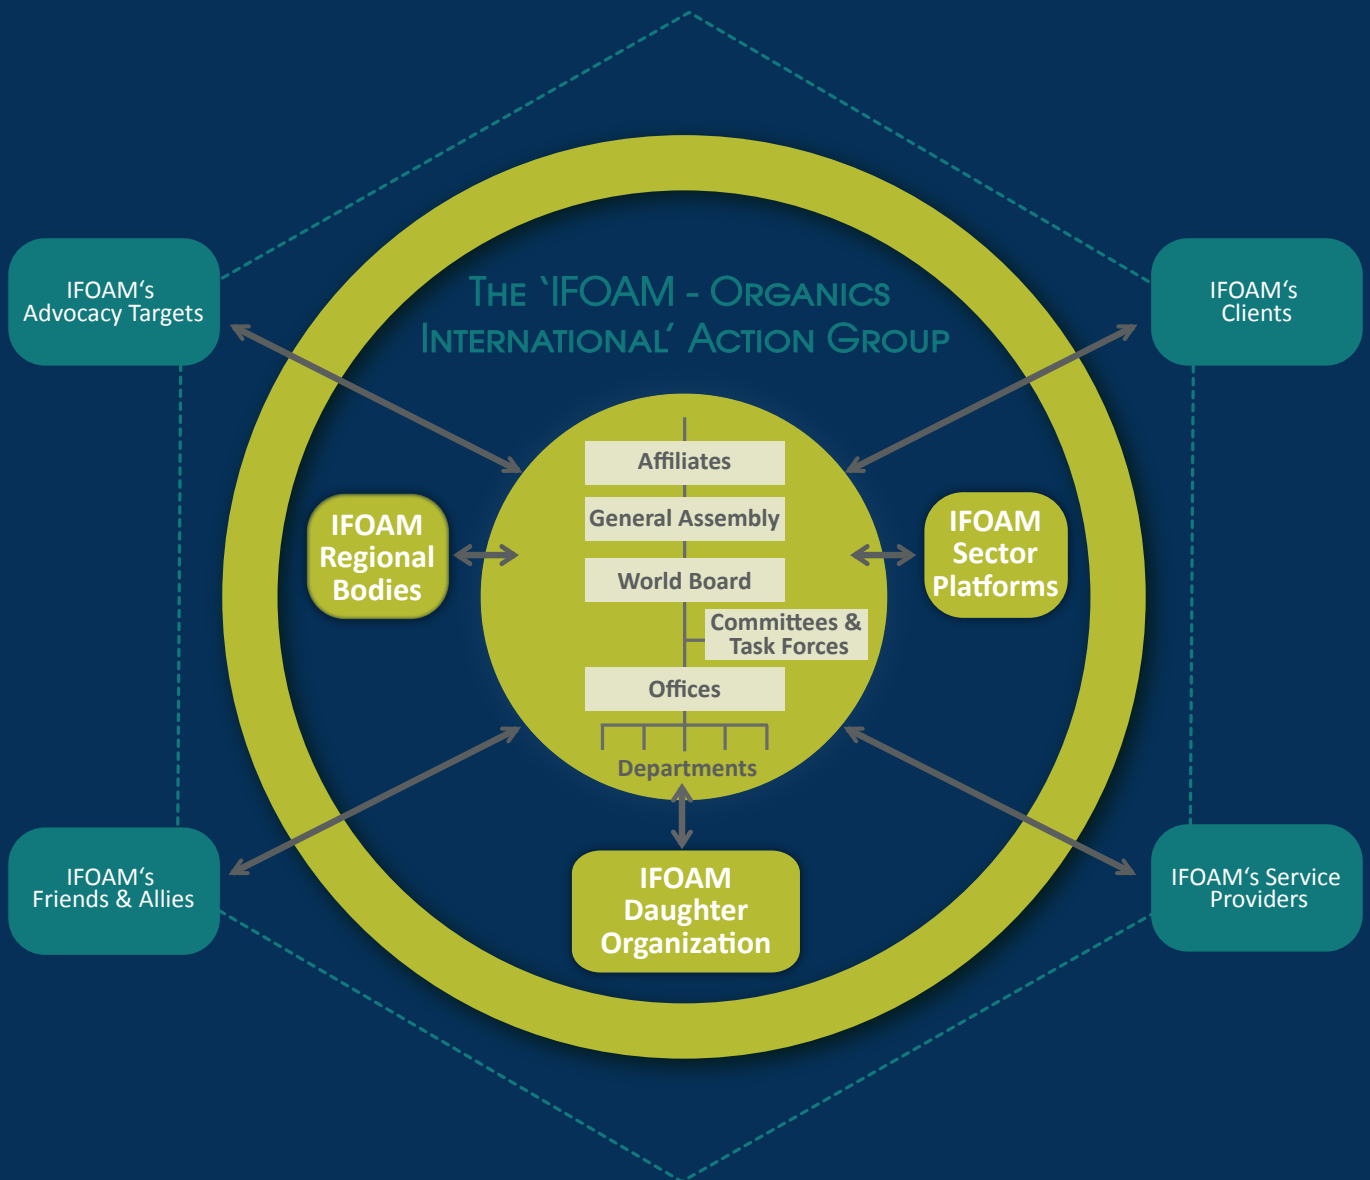 THE ‘IFOAM - ORGANICS
INTERNATIONAL’ ACTION GROUP
IFOAM‘s
Advocacy Targets
IFOAM‘s
Clients
Affiliates
General Assembly
World Board
Committees &
Task Forces
Offices
Departments
IFOAM
Regional
Bodies
IFOAM
Sector
Platforms
IFOAM
Daughter
Organization
IFOAM‘s
Friends & Allies
IFOAM‘s Service
Providers